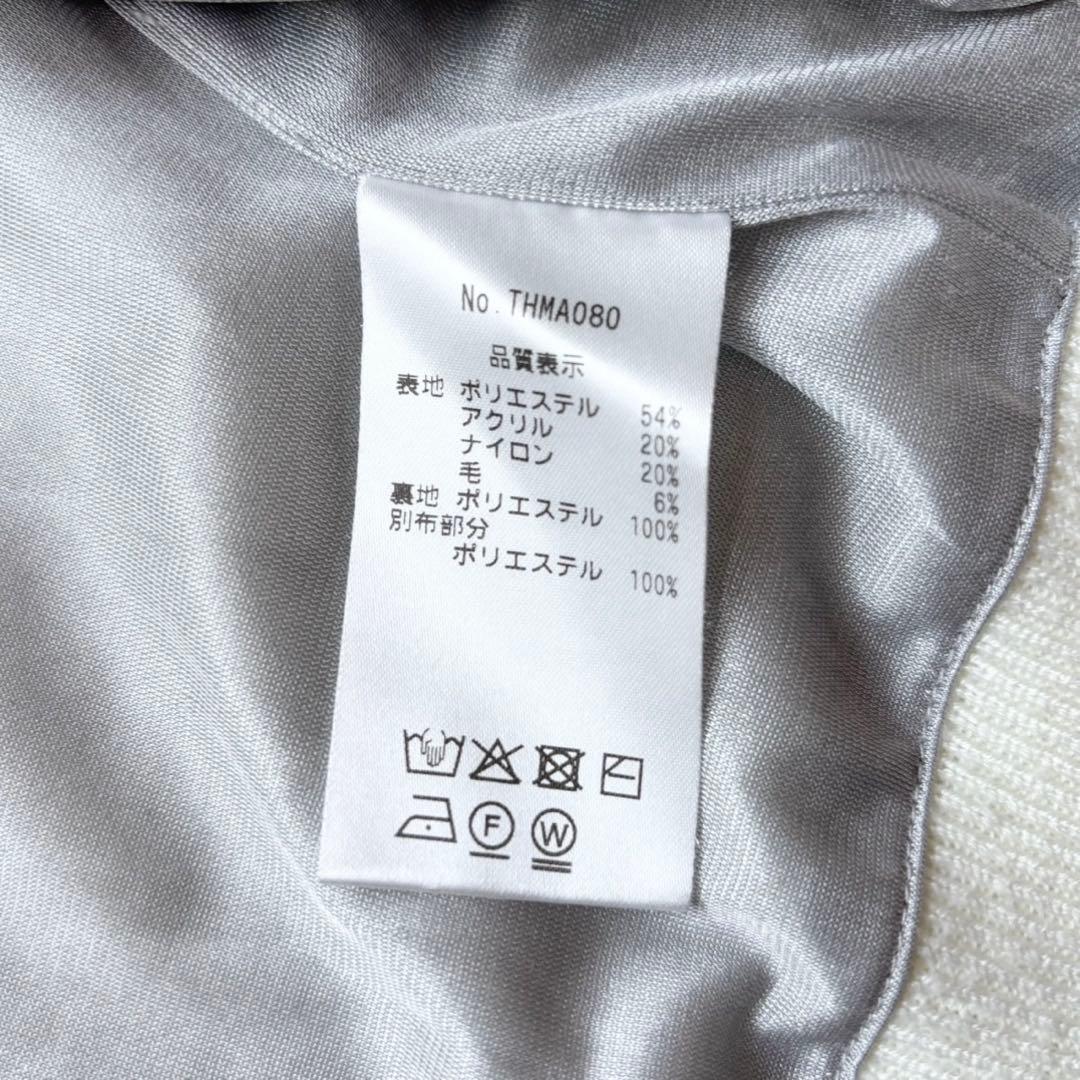 No.THMA080
品質表示
表地 ポリエステル 54%
アクリル 20%
ナイロン 20%
毛 6%
裏地 ポリエステル 100%
別布部分
ポリエステル 100%
F W